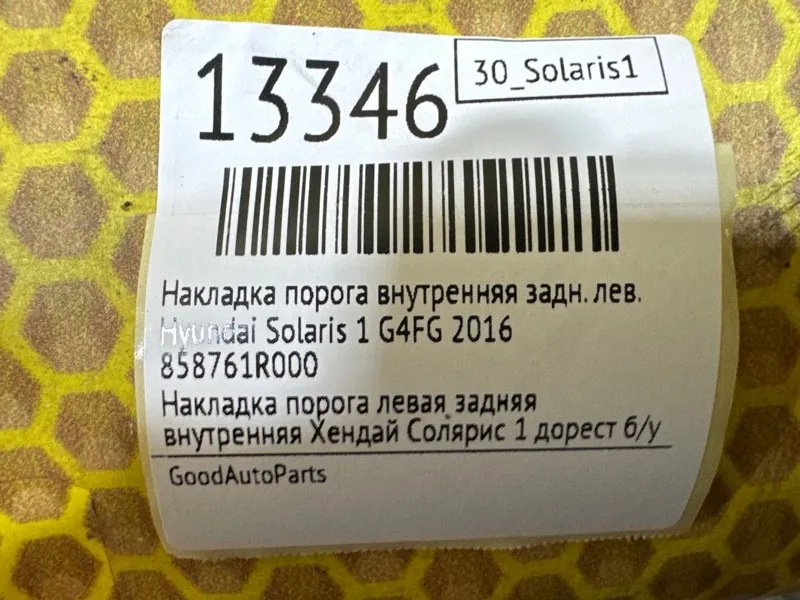 13346
30_Solaris1
Накладка порога внутренняя задн. лев.
Hyundai Solaris 1 G4FG 2016
858761R000
Накладка порога левая задняя
внутренняя Хендай Солярис 1 дорест б/у
GoodAutoParts